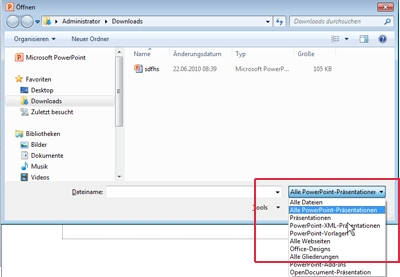 Öffnen
Administrator
Downloads
Downloads durchsuchen
Organisieren
Neuer Ordner
Microsoft PowerPoint
Favoriten
Desktop
Downloads
Zuletzt besucht
Bibliotheken
Bilder
Dokumente
Musik
Videos
Name
Änderungsdatum
Typ
Größe
sdfhs
22.06.2010 08:39
Microsoft PowerP...
105 KB
Dateiname:
Alle PowerPoint-Präsentationen
Tools
Alle Dateien
Alle PowerPoint-Präsentationen
Präsentationen
PowerPoint-XML-Präsentationen
PowerPoint-Vorlagen
Alle Webseiten
Office-Designs
Alle Gliederungen
PowerPoint-Add-Ins
OpenDocument-Präsentation